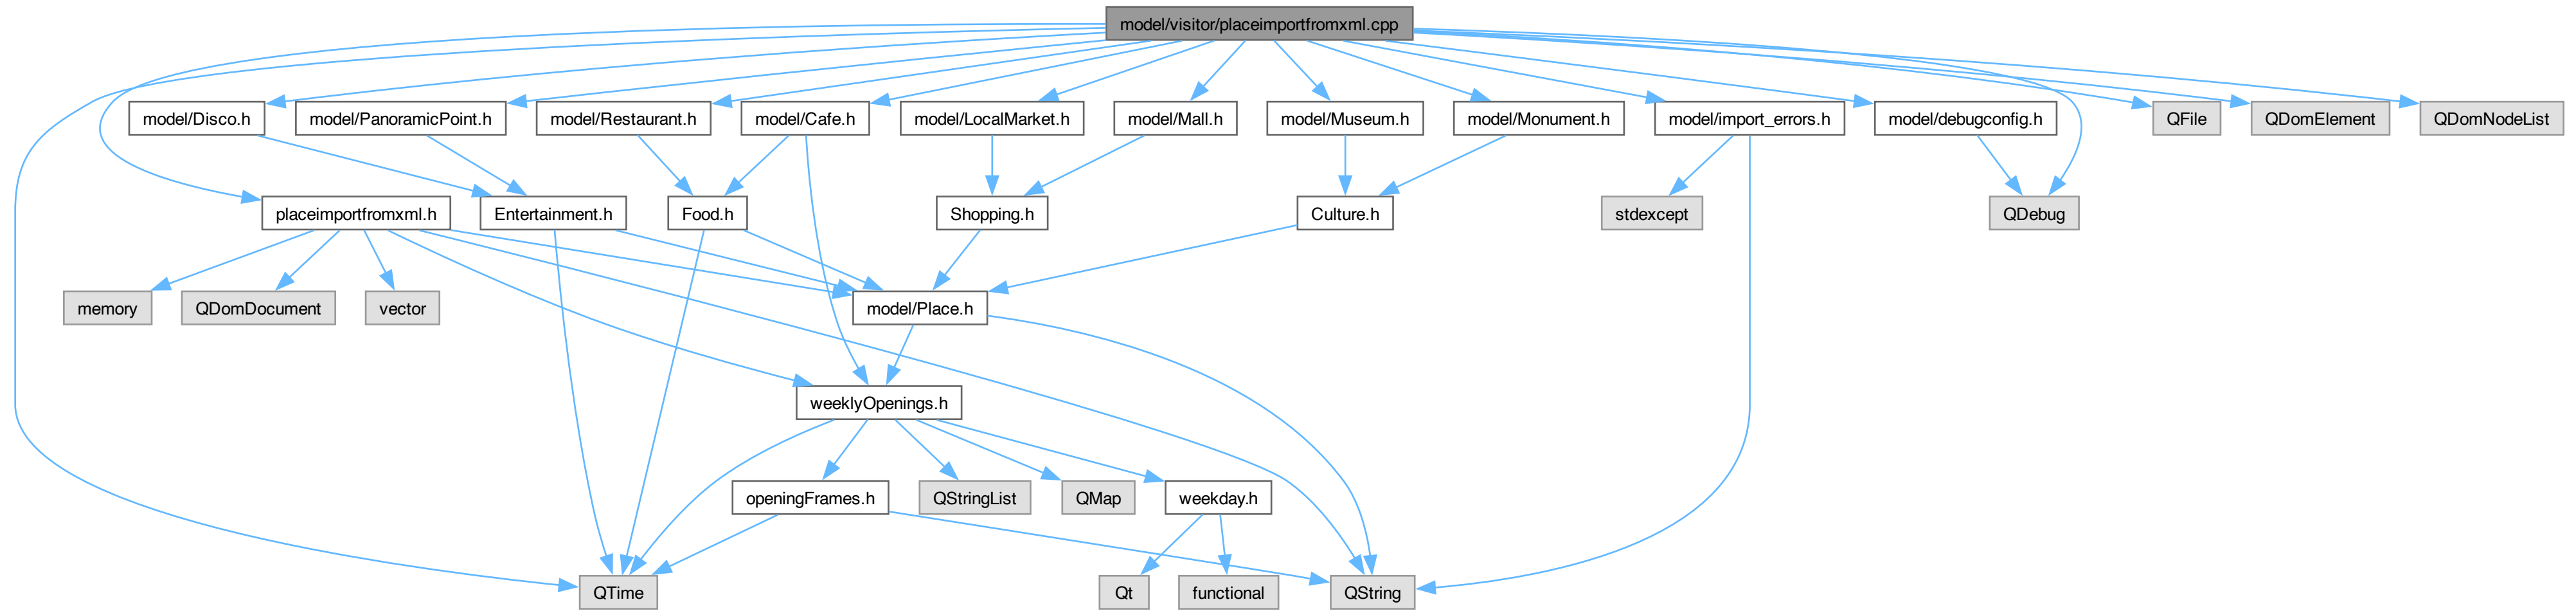 model/visitor/placeimportfromxml.cpp
model/Disco.h
model/PanoramicPoint.h
model/Restaurant.h
model/Cafe.h
model/LocalMarket.h
model/Mall.h
model/Museum.h
model/Monument.h
model/import_errors.h
model/debugconfig.h
QFile
QDomElement
QDomNodeList
placeimportfromxml.h
Entertainment.h
Food.h
Shopping.h
Culture.h
stdexcept
QDebug
memory
QDomDocument
vector
model/Place.h
weeklyOpenings.h
openingFrames.h
QStringList
QMap
weekday.h
QTime
Qt
functional
QString